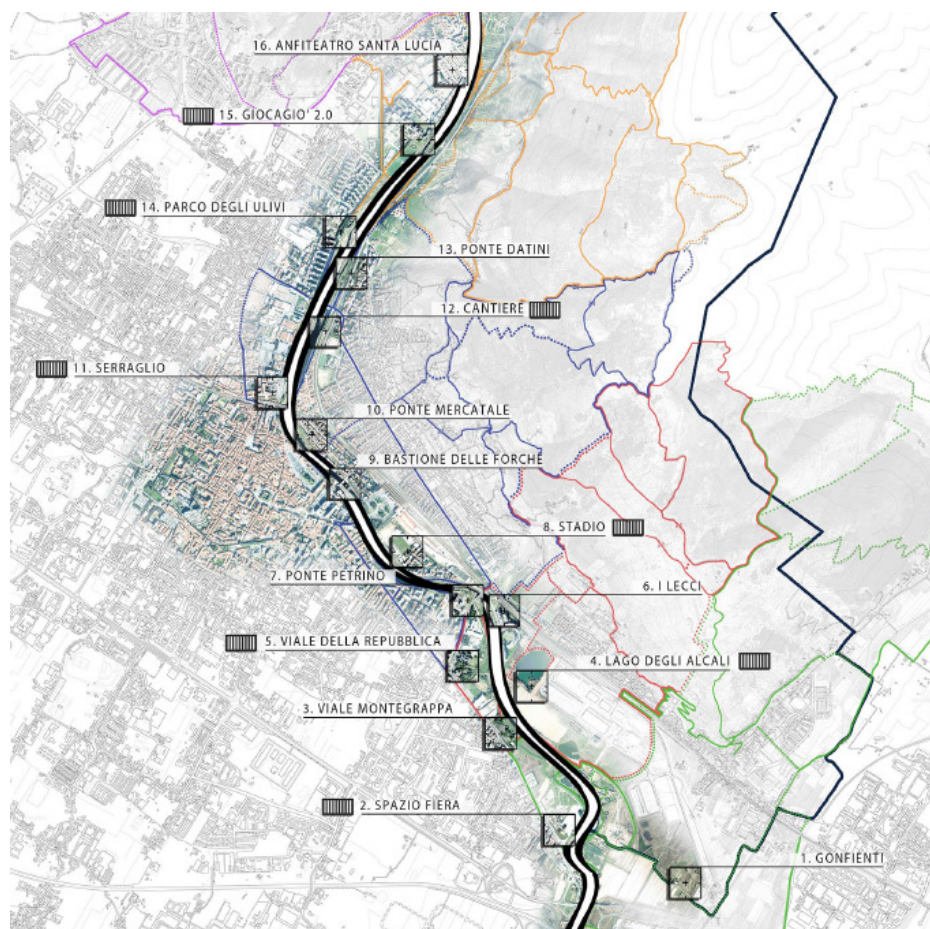 16. ANFITEATRO SANTA LUCIA
15. GIOCAGIO' 2.0
14. PARCO DEGLI ULIVI
13. PONTE DATINI
12. CANTIERE
11. SERRAGLIO
10. PONTE MERCATALE
9. BASTIONE DELLE FORCHE
8. STADIO
7. PONTE PETRINO
6. I LECCI
5. VIALE DELLA REPUBBLICA
4. LAGO DEGLI ALCALI
3. VIALE MONTEGRAPPA
2. SPAZIO FIERA
1. GONFIENTI